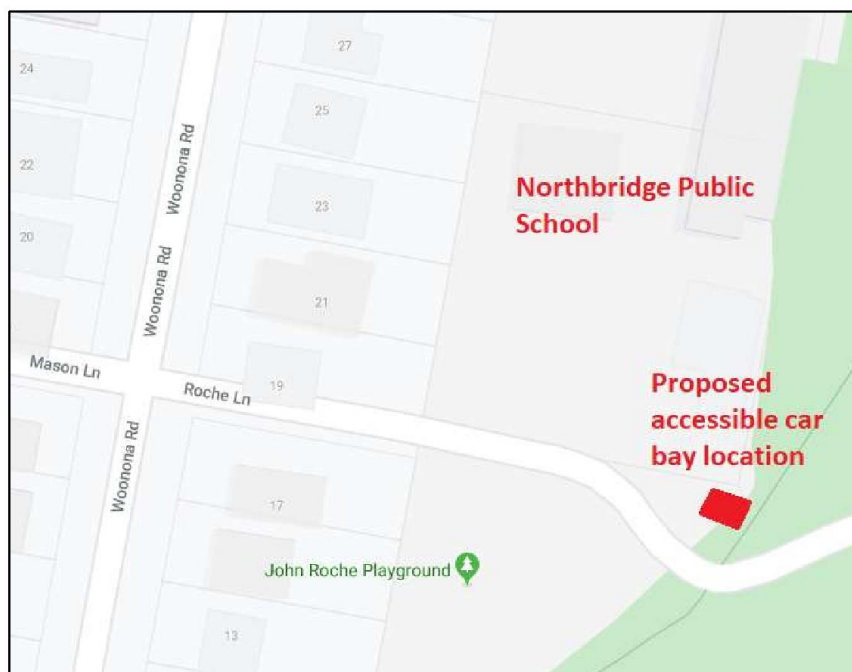 27
24
25
Woonona Rd
22
Northbridge Public
School
23
20
Woonona Rd
21
Mason Ln
Roche Ln
19
Proposed
accessible car
bay location
Woonona Rd
17
John Roche Playground
13